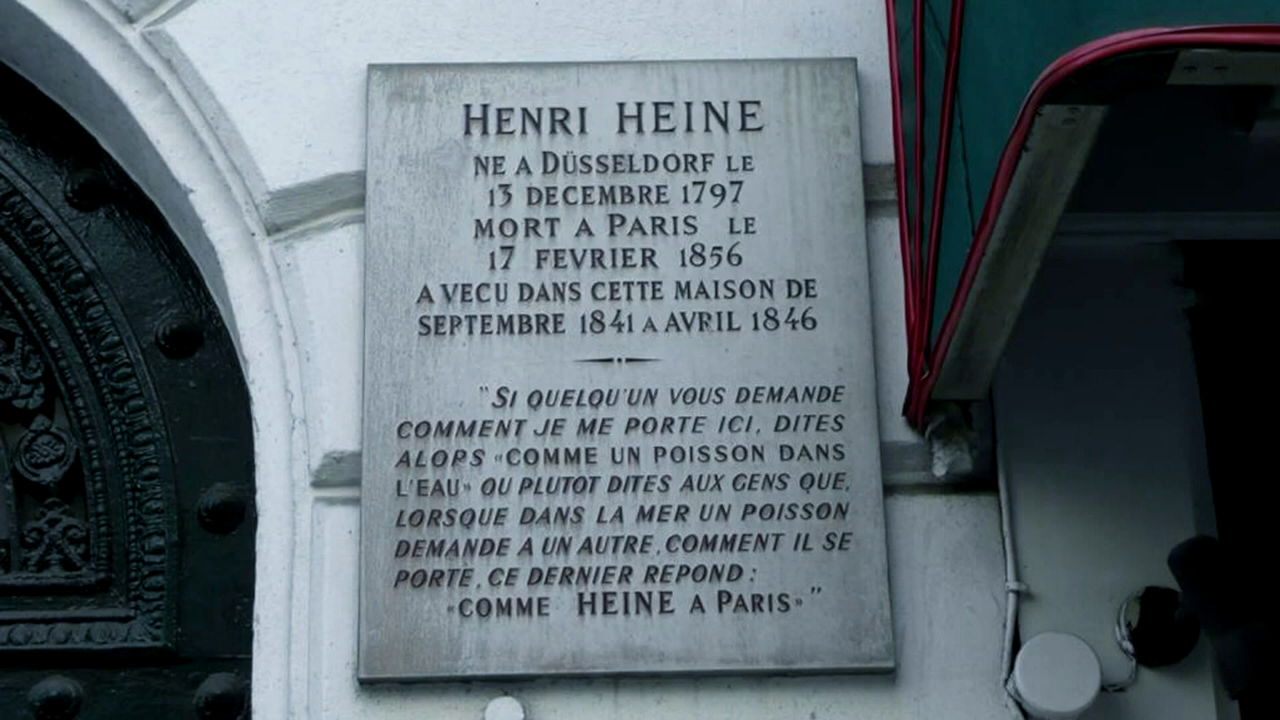 HENRI HEINE
NE A DÜSSELDORF LE
13 DECEMBRE 1797
MORT A PARIS LE
17 FEVRIER 1856
A VECU DANS CETTE MAISON DE
SEPTEMBRE 1841 A AVRIL 1846
"SI QUELQU'UN VOUS DEMANDE
COMMENT JE ME PORTE ICI, DITES
ALORS «COMME UN POISSON DANS
L'EAU» OU PLUTOT DITES AUX GENS QUE,
LORSQUE DANS LA MER UN POISSON
DEMANDE A UN AUTRE, COMMENT IL SE
PORTE, CE DERNIER REPOND :
«COMME HEINE A PARIS»"